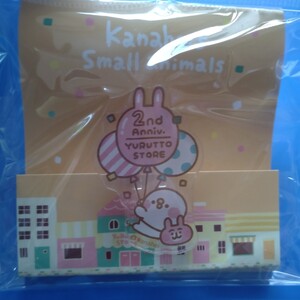 Small animals
2nd
Anniv.
YURUTTO
STORE